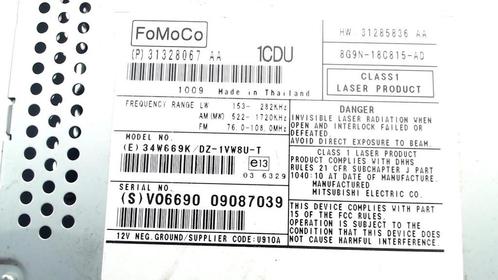 FoMoCo
1CDU
HW 31285836 AA
(P) 31328067 AA
8G9N-18C815-AD
1009 Made in Thailand
CLASS1
LASER PRODUCT
FREQUENCY RANGE LW 153- 282KHz
AM(MW) 522- 1720KHz
FM 76.0-108.0MHz
DANGER
INVISIBLE LASER RADIATION WHEN
OPEN AND INTERLOCK FAILED OR
DEFEATED.
AVOID DIRECT EXPOSURE TO BEAM.
MODEL NO.
(E) 34W669K/DZ-1VW8U-T
e13
03 6329
CLASS 1 LASER PRODUCT
THIS PRODUCT COMPLIES WITH DHHS
RULES 21 CFR SUBCHAPTER J PART
1040.10 AT DATE OF MANUFACTURE
MANUFACTURED
MITSUBISHI ELECTRIC CO.
SERIAL NO.
(S) VO6690 09087039
12V NEG.GROUND/SUPPLIER CODE:U910A
THIS DEVICE COMPLIES WITH PART
15 OF THE FCC RULES.
OPERATION IS SUBJECT TO THE
CONDITION THAT THIS DEVICE DOES
NOT CAUSE HARMFUL INTERFERENCE.